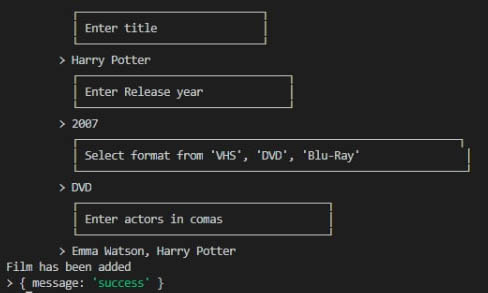 Enter title
> Harry Potter
Enter Release year
> 2007
Select format from 'VHS', 'DVD', 'Blu-Ray'
> DVD
Enter actors in comas
> Emma Watson, Harry Potter
Film has been added
> { message: 'success' }